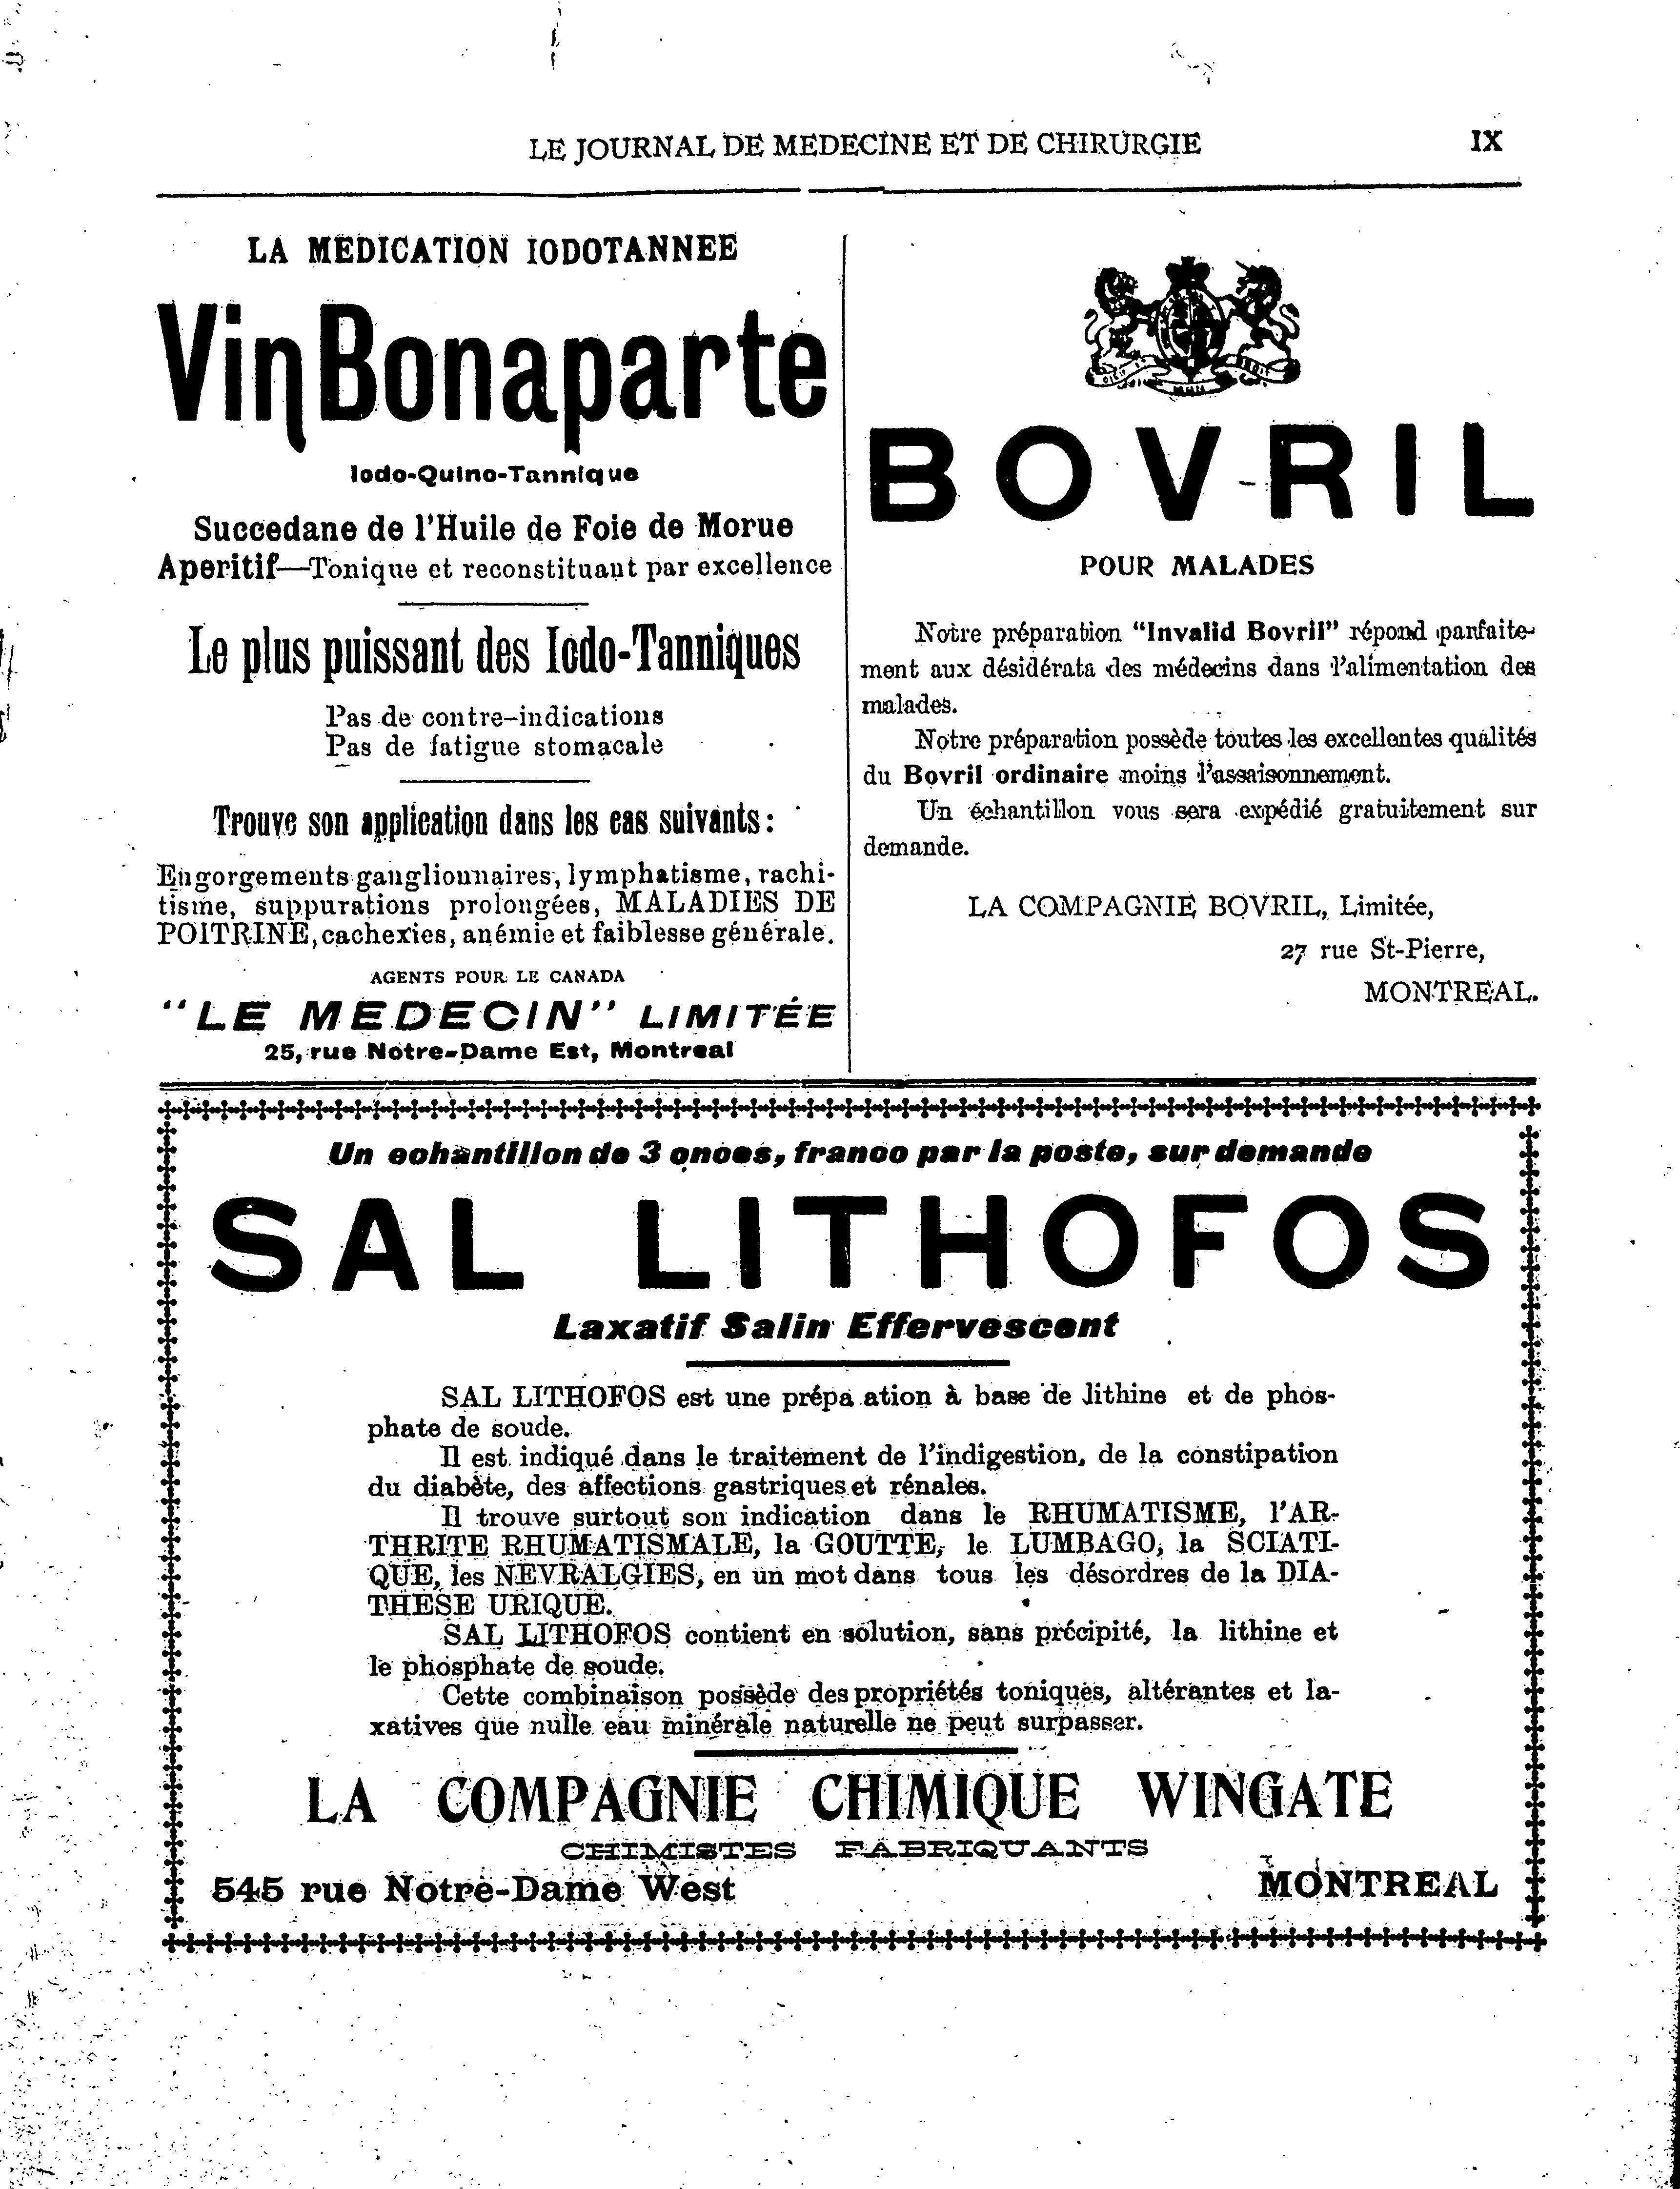 LE JOURNAL DE MEDECINE ET DE CHIRURGIE IX
LA MEDICATION IODOTANNEE
Vin Bonaparte
Iodo-Quino-Tannique
Succedane de l'Huile de Foie de Morue
Aperitif—Tonique et reconstituant par excellence
Le plus puissant des Iodo-Tanniques
Pas de contre-indications
Pas de fatigue stomacale
Trouve son application dans les cas suivants:
Engorgements ganglionnaires, lymphatisme, rachi-
tisme, suppurations prolongées, MALADIES DE
POITRINE, cachexies, anémie et faiblesse générale.
AGENTS POUR LE CANADA
"LE MEDECIN" LIMITÉE
25, rue Notre-Dame Est, Montreal
BOVRIL
POUR MALADES
Notre préparation "Invalid Bovril" répond parfaite-
ment aux désidérata des médecins dans l'alimentation des
malades.
Notre préparation possède toutes les excellentes qualités
du Bovril ordinaire moins l'assaisonnement.
Un échantillon vous sera expédié gratuitement sur
demande.
LA COMPAGNIE BOVRIL, Limitée,
27 rue St-Pierre,
MONTREAL.
Un echantillon de 3 onces, franco par la poste, sur demande
SAL LITHOFOS
Laxatif Salin Effervescent
SAL LITHOFOS est une prépa ation à base de lithine et de phos-
phate de soude.
Il est indiqué dans le traitement de l'indigestion, de la constipation
du diabète, des affections gastriques et rénales.
Il trouve surtout son indication dans le RHUMATISME, l'AR-
THRITE RHUMATISMALE, la GOUTTE, le LUMBAGO, la SCIATI-
QUE, les NEVRALGIES, en un mot dans tous les désordres de la DIA-
THESE URIQUE.
SAL LITHOFOS contient en solution, sans précipité, la lithine et
le phosphate de soude.
Cette combinaison possède des propriétés toniques, altérantes et la-
xatives que nulle eau minérale naturelle ne peut surpasser.
LA COMPAGNIE CHIMIQUE WINGATE
CHIMISTES FABRIQUANTS
545 rue Notre-Dame West MONTREAL